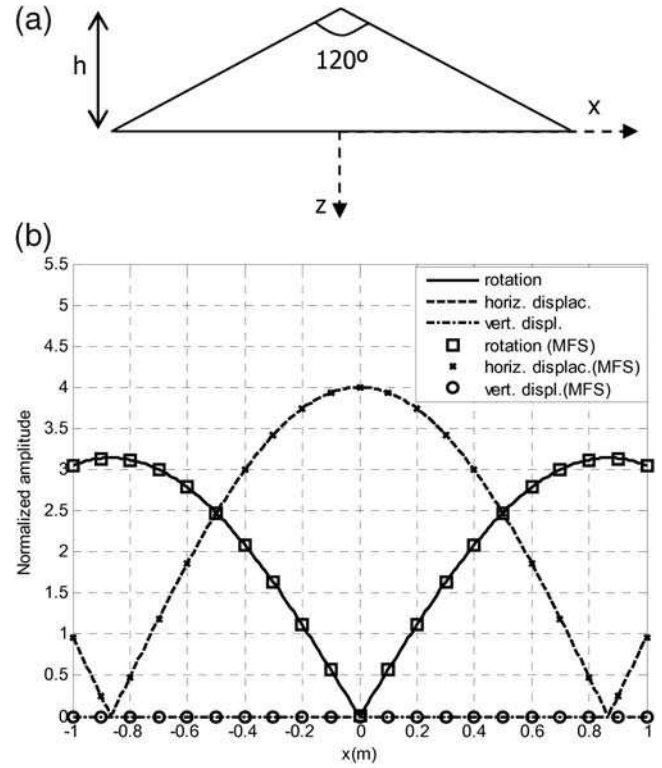 (a)
h
120º
x
z
(b)
5.5
5
4.5
4
3.5
3
2.5
2
1.5
1
0.5
0
Normalized amplitude
rotation
horiz. displac.
vert. displ.
rotation (MFS)
horiz. displac.(MFS)
vert. displ.(MFS)
-1 -0.8 -0.6 -0.4 -0.2 0 0.2 0.4 0.6 0.8 1
x(m)